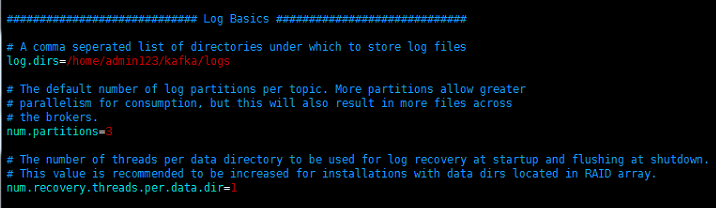 ############################# Log Basics #############################
# A comma seperated list of directories under which to store log files
log.dirs=/home/admin123/kafka/logs
# The default number of log partitions per topic. More partitions allow greater
# parallelism for consumption, but this will also result in more files across
# the brokers.
num.partitions=3
# The number of threads per data directory to be used for log recovery at startup and flushing at shutdown.
# This value is recommended to be increased for installations with data dirs located in RAID array.
num.recovery.threads.per.data.dir=1